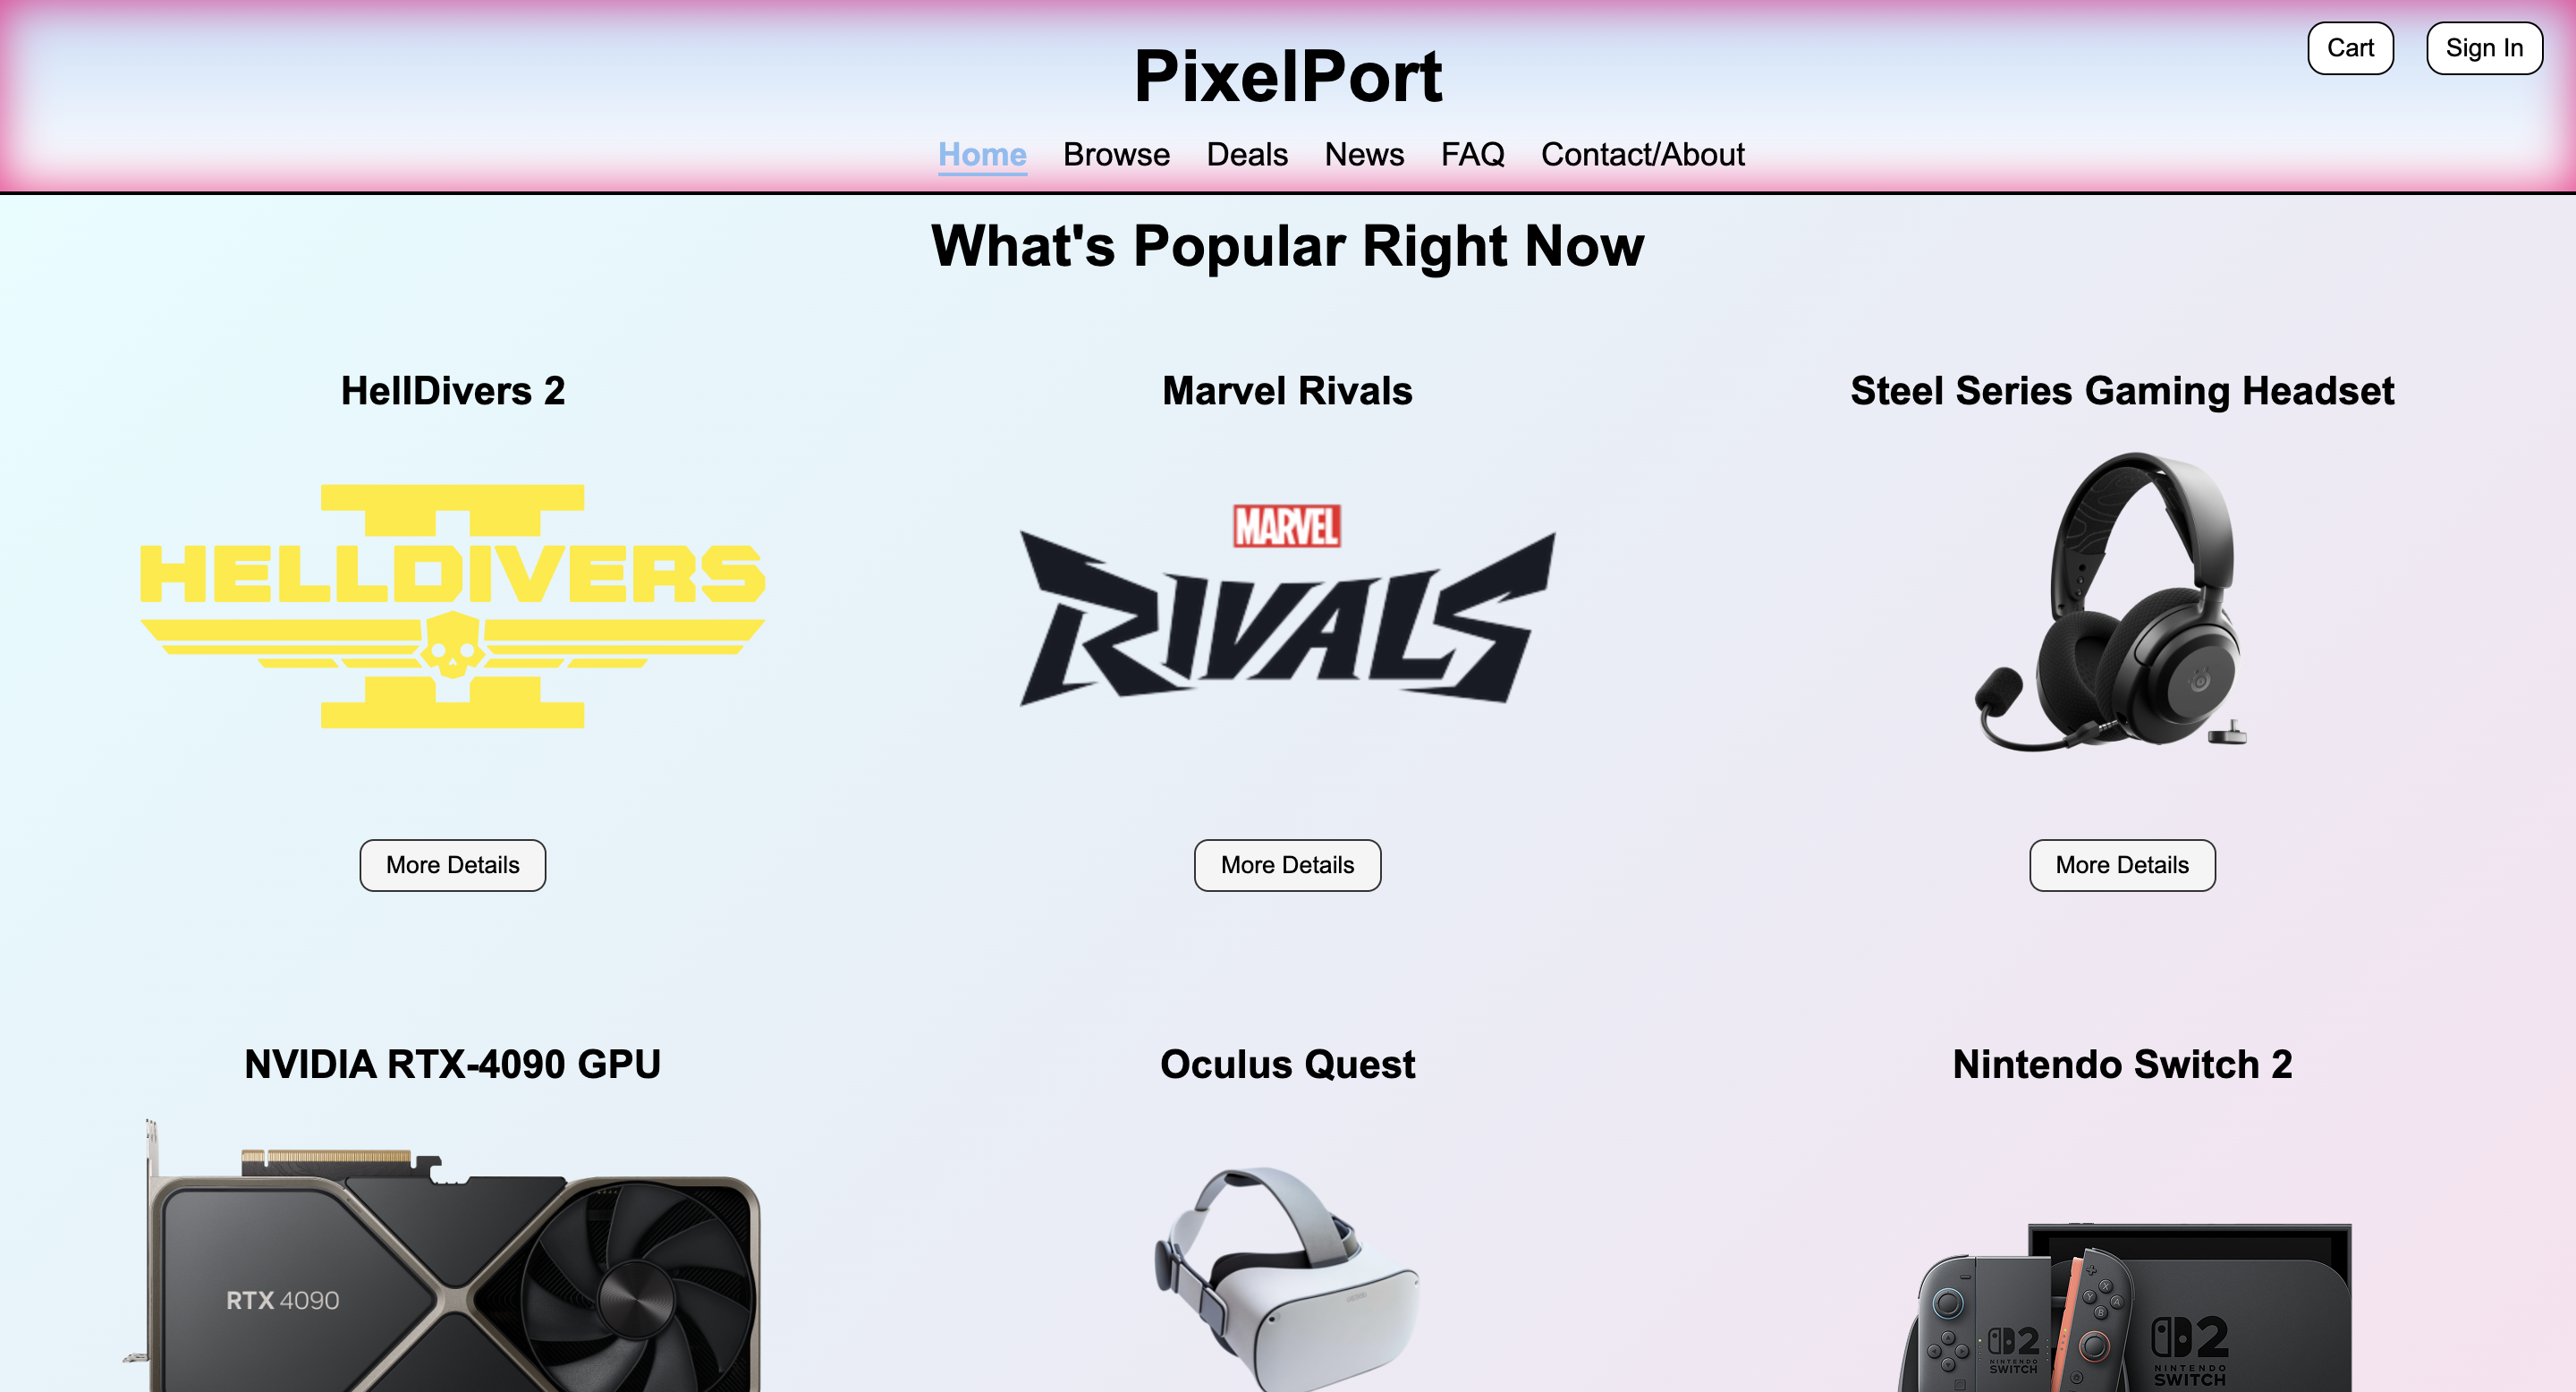 PixelPort
Cart
Sign In
Home Browse Deals News FAQ Contact/About
What's Popular Right Now
HellDivers 2
Marvel Rivals
Steel Series Gaming Headset
HELLDIVERS
MARVEL
RIVALS
More Details
More Details
More Details
NVIDIA RTX-4090 GPU
Oculus Quest
Nintendo Switch 2
RTX 4090
2
NINTENDO
SWITCH
2
NINTENDO
SWITCH
X
Y
A
B